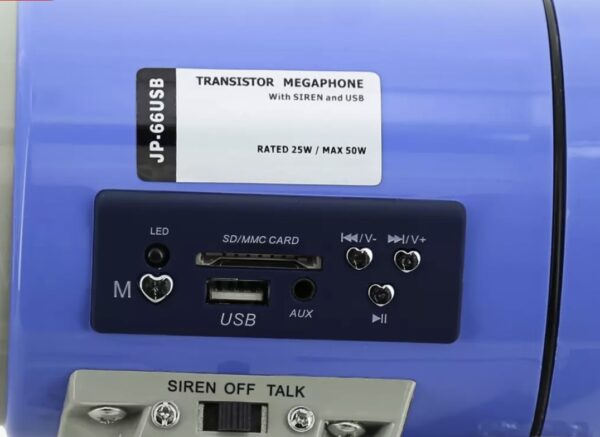 JP-66USB
TRANSISTOR MEGAPHONE
With SIREN and USB
RATED 25W / MAX 50W
LED
SD/MMC CARD
⏮/V- ⏭/V+
M
USB
AUX
⏯
SIREN OFF TALK